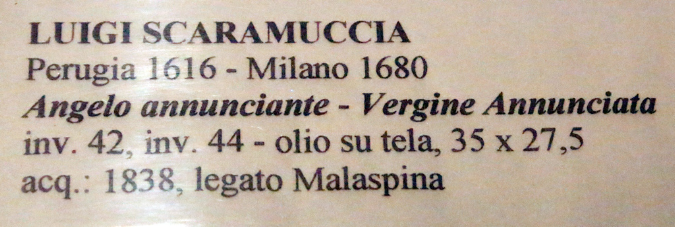 LUIGI SCARAMUCCIA
Perugia 1616 - Milano 1680
Angelo annunciante - Vergine Annunciata
inv. 42, inv. 44 - olio su tela, 35 x 27,5
acq.: 1838, legato Malaspina